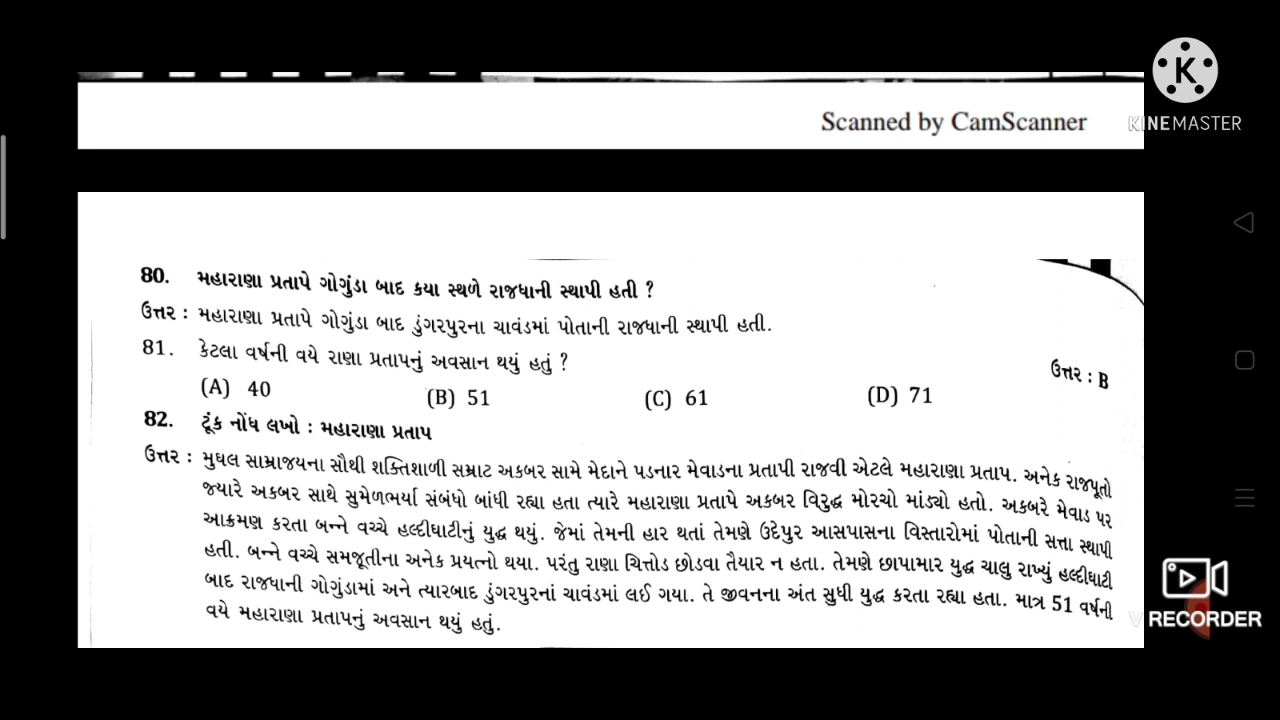 Scanned by CamScanner
KINEMASTER
80. મહારાણા પ્રતાપે ગોગુંડા બાદ કયા સ્થળે રાજધાની સ્થાપી હતી ?
ઉત્તર : મહારાણા પ્રતાપે ગોગુંડા બાદ ડુંગરપુરના ચાવંડમાં પોતાની રાજધાની સ્થાપી હતી.
81. કેટલા વર્ષની વયે રાણા પ્રતાપનું અવસાન થયું હતું ?
ઉત્તર : B
(A) 40 (B) 51 (C) 61 (D) 71
82. ટૂંક નોંધ લખો : મહારાણા પ્રતાપ
ઉત્તર : મુઘલ સામ્રાજયના સૌથી શક્તિશાળી સમ્રાટ અકબર સામે મેદાને પડનાર મેવાડના પ્રતાપી રાજવી એટલે મહારાણા પ્રતાપ. અનેક રાજપૂતો
જ્યારે અકબર સાથે સુમેળભર્યા સંબંધો બાંધી રહ્યા હતા ત્યારે મહારાણા પ્રતાપે અકબર વિરુદ્ધ મોરચો માંડ્યો હતો. અકબરે મેવાડ પર
આક્રમણ કરતા બન્ને વચ્ચે હલ્દીઘાટીનું યુદ્ધ થયું. જેમાં તેમની હાર થતાં તેમણે ઉદેપુર આસપાસના વિસ્તારોમાં પોતાની સત્તા સ્થાપી
હતી. બન્ને વચ્ચે સમજૂતીના અનેક પ્રયત્નો થયા. પરંતુ રાણા ચિત્તોડ છોડવા તૈયાર ન હતા. તેમણે છાપામાર યુદ્ધ ચાલુ રાખ્યું હલ્દીઘાટી
બાદ રાજધાની ગોગુંડામાં અને ત્યારબાદ ડુંગરપુરનાં ચાવંડમાં લઈ ગયા. તે જીવનના અંત સુધી યુદ્ધ કરતા રહ્યા હતા. માત્ર 51 વર્ષની
વયે મહારાણા પ્રતાપનું અવસાન થયું હતું.
V RECORDER